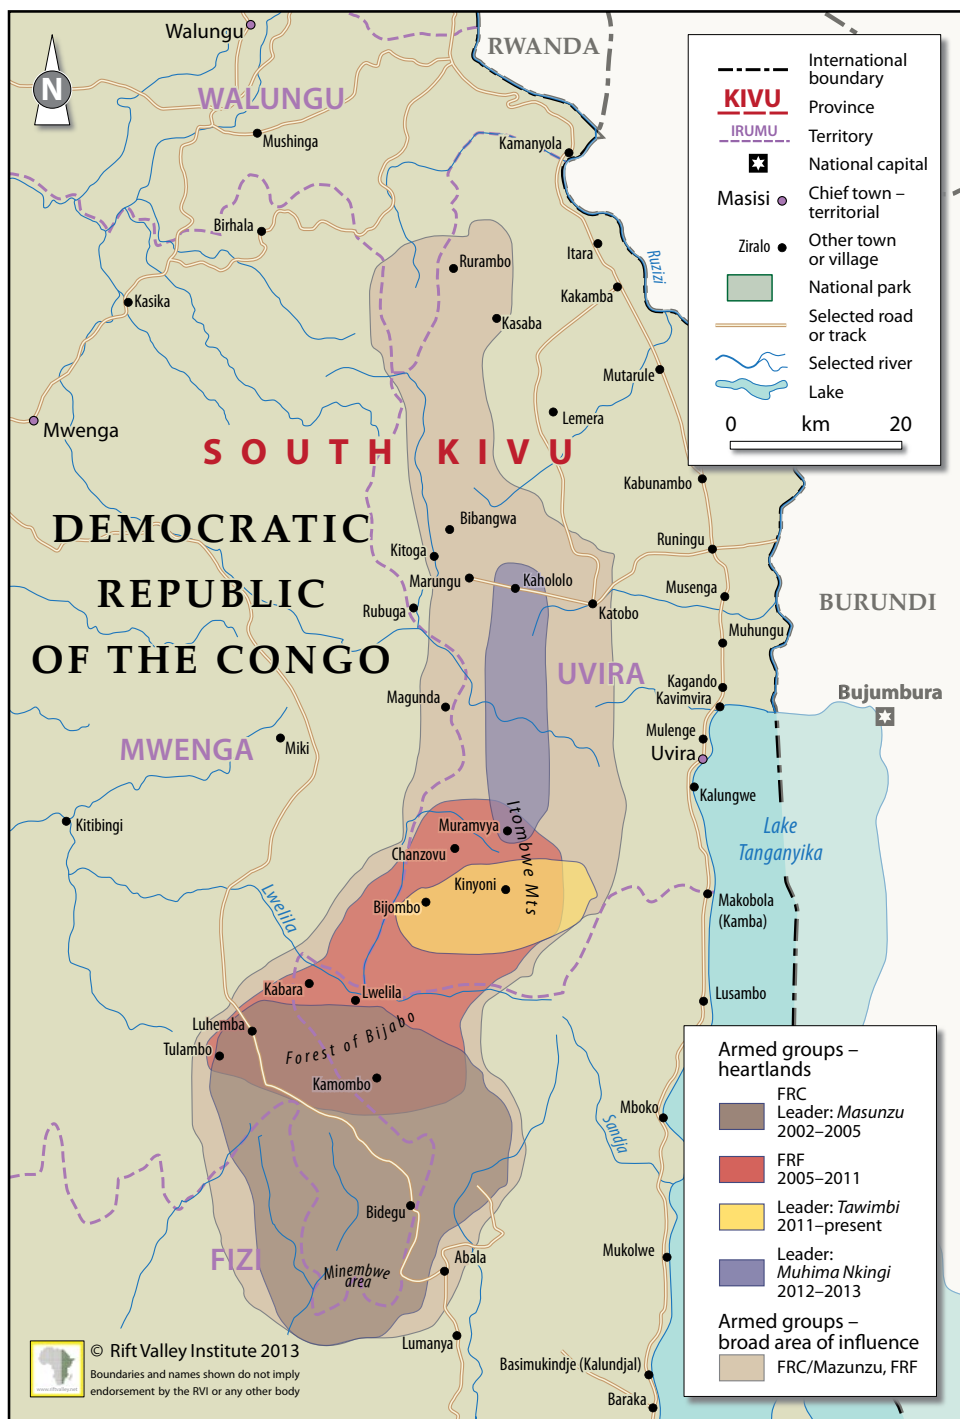 Walungu
RWANDA
WALUNGU
Mushinga
Kamanyola
N
Birhala
Itara
Ruzizi
Rurambo
Kakamba
Kasika
Kasaba
Mutarule
Lemera
Mwenga
SOUTH KIVU
Kabunambo
DEMOCRATIC
REPUBLIC
OF THE CONGO
Bibangwa
Kitoga
Runingu
Marungu
Kahololo
Musenga
Rubuga
Katobo
BURUNDI
Muhungu
UVIRA
Kagando
Kavimvira
Bujumbura
Magunda
MWENGA
Miki
Mulenge
Uvira
Kalungwe
Kitibingi
Muramvya
Itombwe Mts
Lake
Tanganyika
Chanzovu
Kinyoni
Bijombo
Lwelila
Makobola
(Kamba)
Kabara
Lwelila
Lusambo
Luhemba
Forest of Bijabo
Tulambo
Kamombo
Mboko
Sandja
Bidegu
FIZI
Minembwe
area
Abala
Mukolwe
Lumanya
Basimukindje (Kalundjal)
Baraka
International
boundary
KIVU
Province
IRUMU
Territory
National capital
Masisi
Chief town –
territorial
Ziralo
Other town
or village
National park
Selected road
or track
Selected river
Lake
0 km 20
Armed groups –
heartlands
FRC
Leader: Masunzu
2002–2005
FRF
2005–2011
Leader: Tawimbi
2011–present
Leader:
Muhima Nkingi
2012–2013
Armed groups –
broad area of influence
FRC/Mazunzu, FRF
© Rift Valley Institute 2013
Boundaries and names shown do not imply
endorsement by the RVI or any other body
www.riftvalley.net